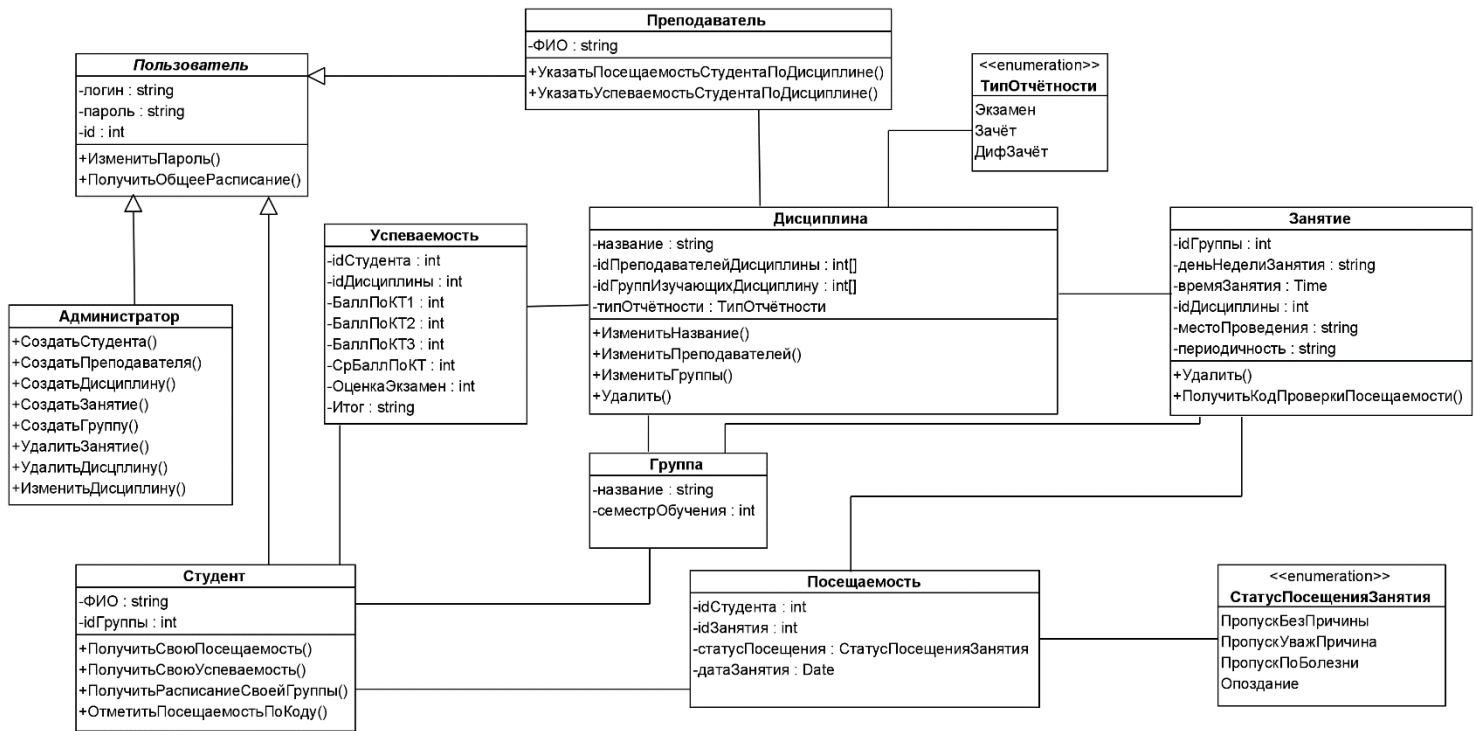 Преподаватель
-ФИО : string
+УказатьПосещаемостьСтудентаПоДисциплине()
+УказатьУспеваемостьСтудентаПоДисциплине()
Пользователь
-логин : string
-пароль : string
-id : int
+ИзменитьПароль()
+ПолучитьОбщееРасписание()
<<enumeration>>
ТипОтчётности
Экзамен
Зачёт
ДифЗачёт
Администратор
+СоздатьСтудента()
+СоздатьПреподавателя()
+СоздатьДисциплину()
+СоздатьЗанятие()
+СоздатьГруппу()
+УдалитьЗанятие()
+УдалитьДисцплину()
+ИзменитьДисциплину()
Успеваемость
-idСтудента : int
-idДисциплины : int
-БаллПоКТ1 : int
-БаллПоКТ2 : int
-БаллПоКТ3 : int
-СрБаллПоКТ : int
-ОценкаЭкзамен : int
-Итог : string
Дисциплина
-название : string
-idПреподавателейДисциплины : int[]
-idГруппИзучающихДисциплину : int[]
-типОтчётности : ТипОтчётности
+ИзменитьНазвание()
+ИзменитьПреподавателей()
+ИзменитьГруппы()
+Удалить()
Занятие
-idГруппы : int
-деньНеделиЗанятия : string
-времяЗанятия : Time
-idДисциплины : int
-местоПроведения : string
-периодичность : string
+Удалить()
+ПолучитьКодПроверкиПосещаемости()
Группа
-название : string
-семестрОбучения : int
Студент
-ФИО : string
-idГруппы : int
+ПолучитьСвоюПосещаемость()
+ПолучитьСвоюУспеваемость()
+ПолучитьРасписаниеСвоейГруппы()
+ОтметитьПосещаемостьПоКоду()
Посещаемость
-idСтудента : int
-idЗанятия : int
-статусПосещения : СтатусПосещенияЗанятия
-датаЗанятия : Date
<<enumeration>>
СтатусПосещенияЗанятия
ПропускБезПричины
ПропускУважПричина
ПропускПоБолезни
Опоздание